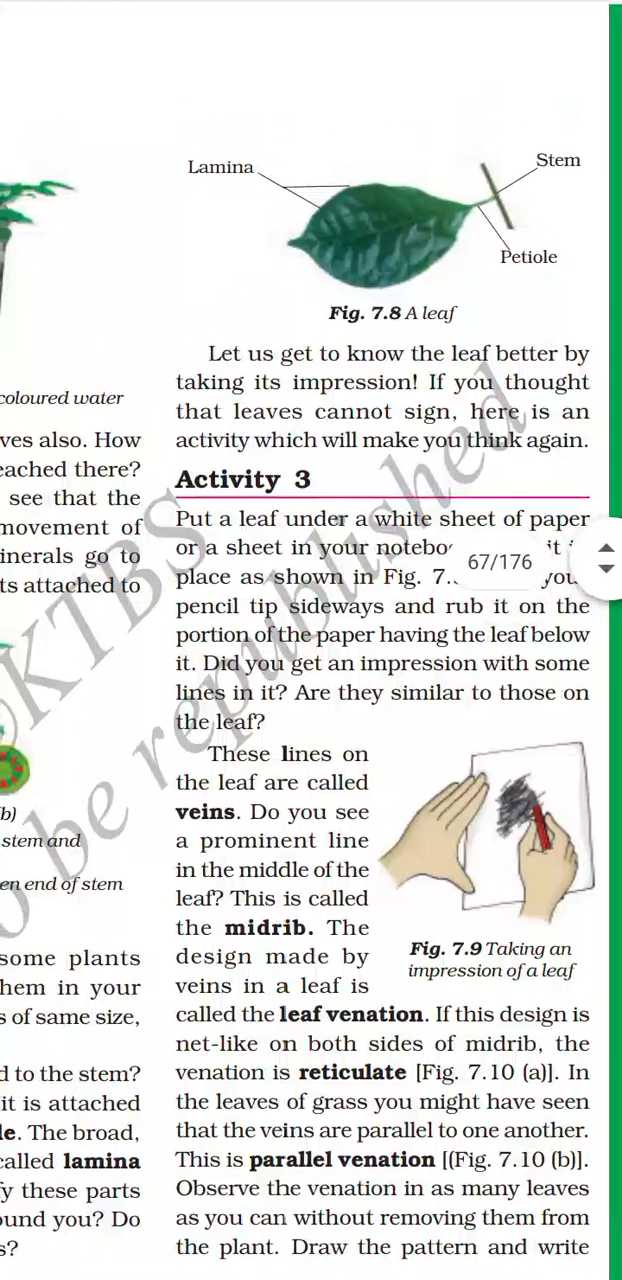 coloured water
ves also. How
eached there?
see that the
movement of
inerals go to
ts attached to
b)
stem and
en end of stem
some plants
hem in your
s of same size,
d to the stem?
it is attached
le. The broad,
called lamina
fy these parts
ound you? Do
s?
Lamina
Stem
Petiole
Fig. 7.8 A leaf
Let us get to know the leaf better by
taking its impression! If you thought
that leaves cannot sign, here is an
activity which will make you think again.
Activity 3
Put a leaf under a white sheet of paper
or a sheet in your notebo it
67/176
place as shown in Fig. 7. you
pencil tip sideways and rub it on the
portion of the paper having the leaf below
it. Did you get an impression with some
lines in it? Are they similar to those on
the leaf?
These lines on
the leaf are called
veins. Do you see
a prominent line
in the middle of the
leaf? This is called
the midrib. The
design made by
veins in a leaf is
Fig. 7.9 Taking an
impression of a leaf
called the leaf venation. If this design is
net-like on both sides of midrib, the
venation is reticulate [Fig. 7.10 (a)]. In
the leaves of grass you might have seen
that the veins are parallel to one another.
This is parallel venation [(Fig. 7.10 (b)].
Observe the venation in as many leaves
as you can without removing them from
the plant. Draw the pattern and write
©KTBS
o be republished